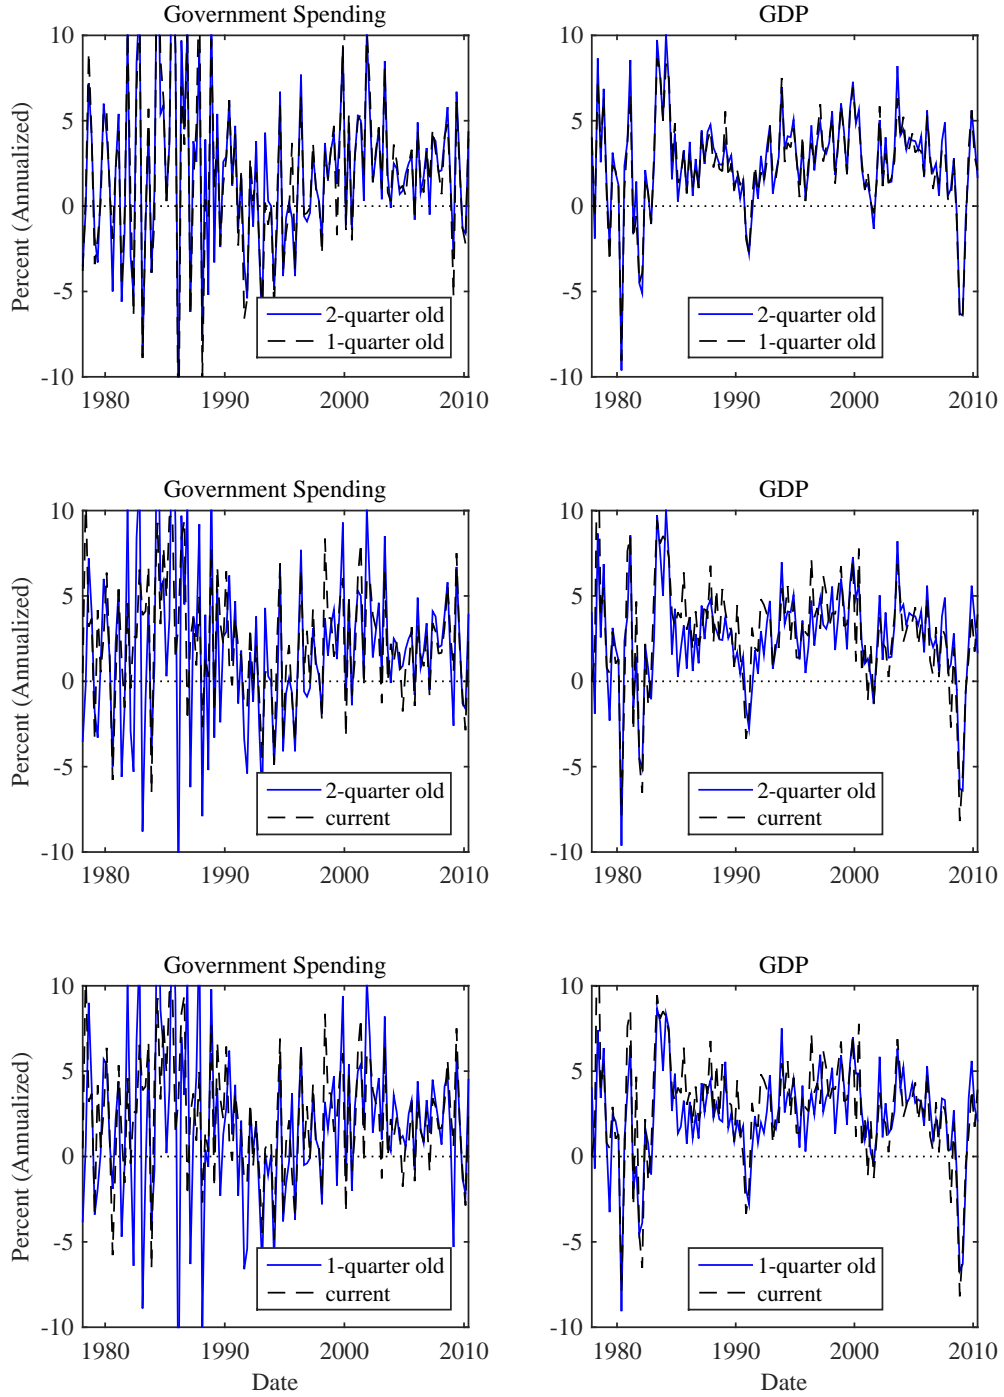 Government Spending
GDP
Percent (Annualized)
10
5
0
-5
-10
1980
1990
2000
2010
2-quarter old
1-quarter old
10
5
0
-5
-10
1980
1990
2000
2010
2-quarter old
1-quarter old
Government Spending
GDP
Percent (Annualized)
10
5
0
-5
-10
1980
1990
2000
2010
2-quarter old
current
10
5
0
-5
-10
1980
1990
2000
2010
2-quarter old
current
Government Spending
GDP
Percent (Annualized)
10
5
0
-5
-10
1980
1990
2000
2010
Date
1-quarter old
current
10
5
0
-5
-10
1980
1990
2000
2010
Date
1-quarter old
current